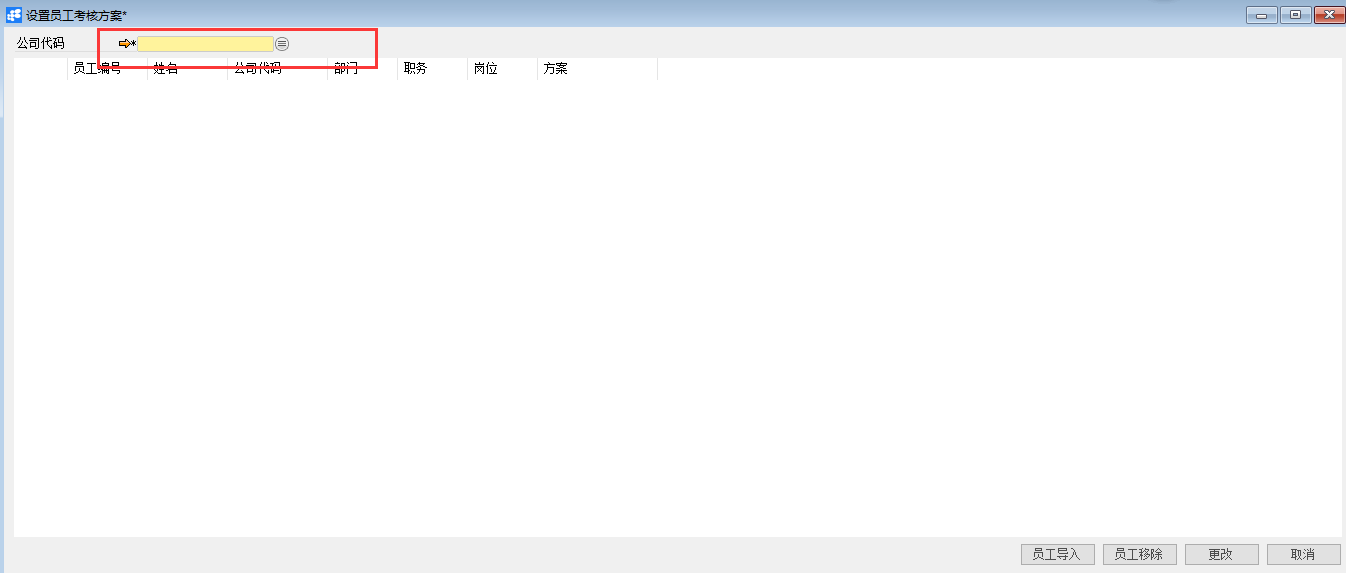 设置员工考核方案*
公司代码 *
员工编号 姓名 公司代码 部门 职务 岗位 方案
员工导入 员工移除 更改 取消